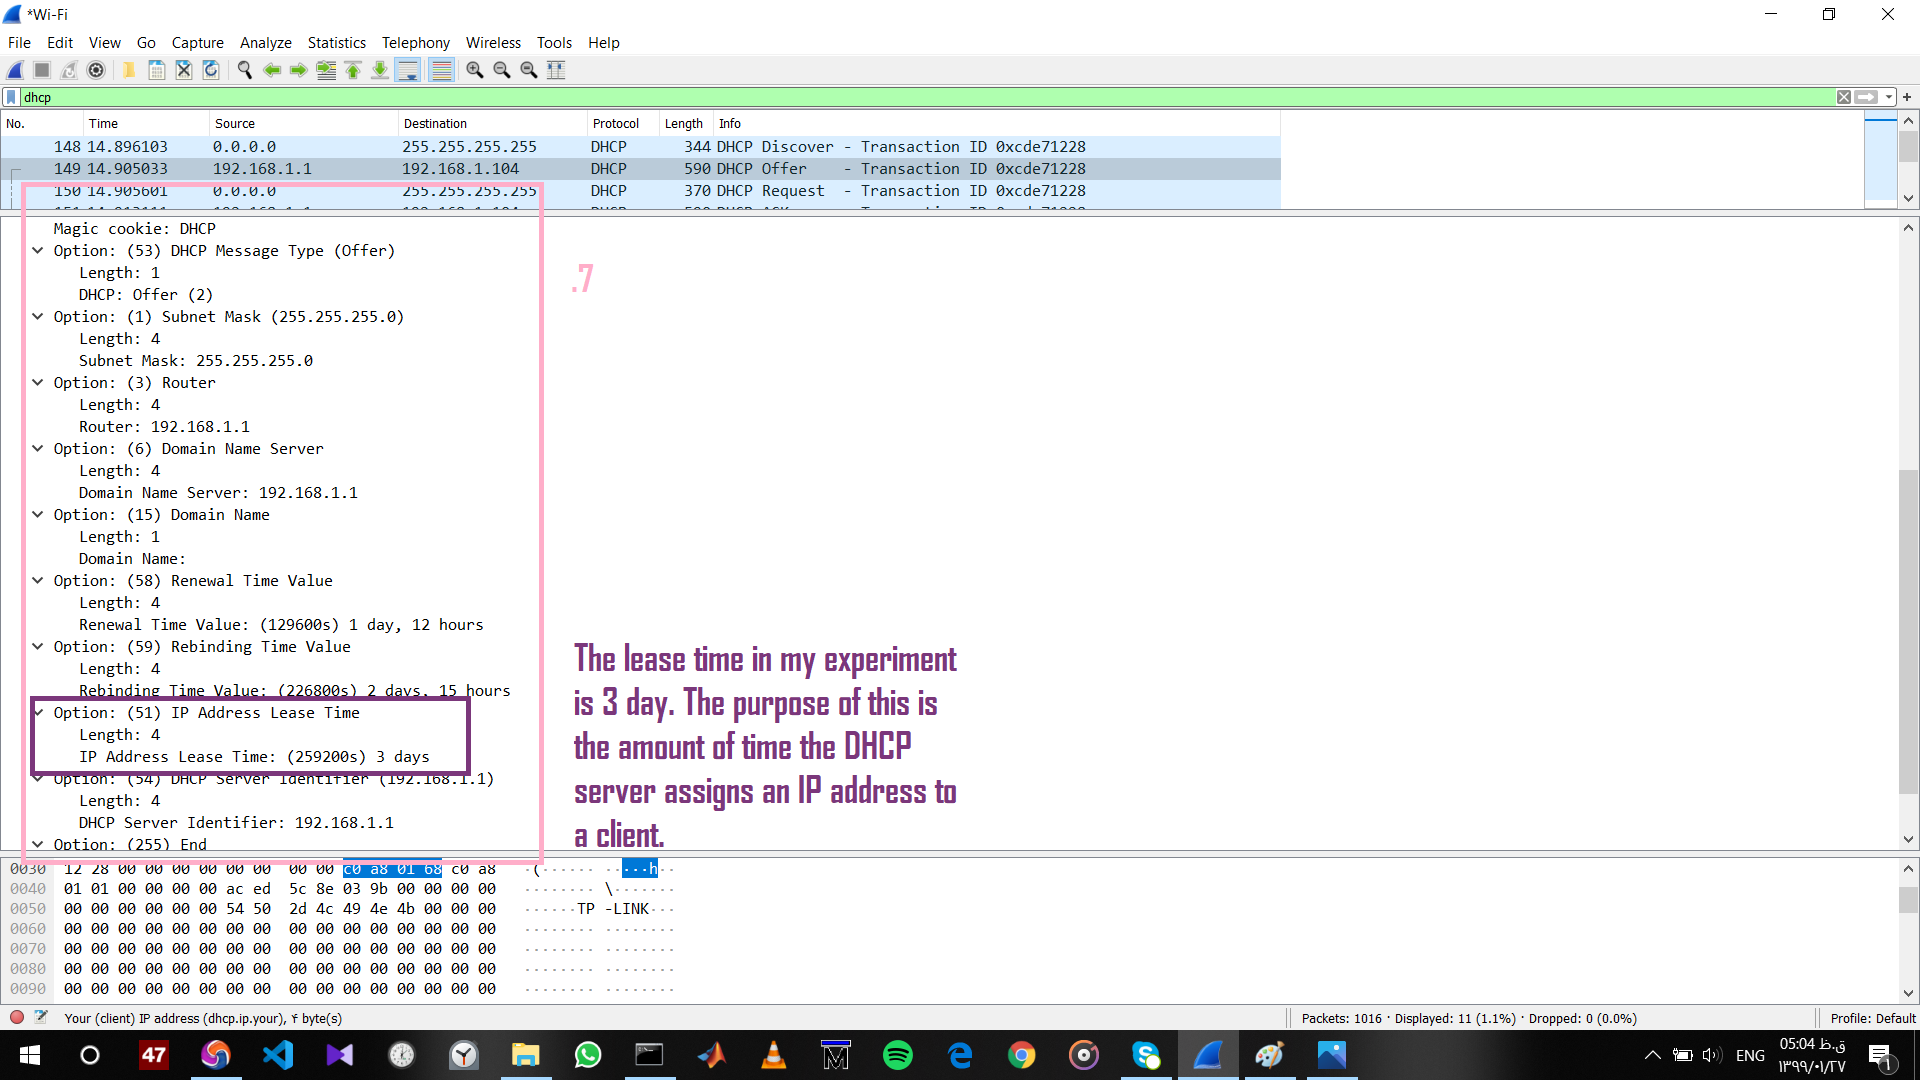 *Wi-Fi
File Edit View Go Capture Analyze Statistics Telephony Wireless Tools Help
dhcp
No. Time Source Destination Protocol Length Info
148 14.896103 0.0.0.0 255.255.255.255 DHCP 344 DHCP Discover - Transaction ID 0xcde71228
149 14.905033 192.168.1.1 192.168.1.104 DHCP 590 DHCP Offer - Transaction ID 0xcde71228
150 14.905601 0.0.0.0 255.255.255.255 DHCP 370 DHCP Request - Transaction ID 0xcde71228
Magic cookie: DHCP
Option: (53) DHCP Message Type (Offer)
Length: 1
DHCP: Offer (2)
Option: (1) Subnet Mask (255.255.255.0)
Length: 4
Subnet Mask: 255.255.255.0
Option: (3) Router
Length: 4
Router: 192.168.1.1
Option: (6) Domain Name Server
Length: 4
Domain Name Server: 192.168.1.1
Option: (15) Domain Name
Length: 1
Domain Name:
Option: (58) Renewal Time Value
Length: 4
Renewal Time Value: (129600s) 1 day, 12 hours
Option: (59) Rebinding Time Value
Length: 4
Rebinding Time Value: (226800s) 2 days, 15 hours
Option: (51) IP Address Lease Time
Length: 4
IP Address Lease Time: (259200s) 3 days
Option: (54) DHCP Server Identifier (192.168.1.1)
Length: 4
DHCP Server Identifier: 192.168.1.1
Option: (255) End
.7
The lease time in my experiment
is 3 day. The purpose of this is
the amount of time the DHCP
server assigns an IP address to
a client.
0030 12 28 00 00 00 00 00 00 00 00 c0 a8 01 68 c0 a8 ·(······ ·····h··
0040 01 01 00 00 00 00 ac ed 5c 8e 03 9b 00 00 00 00 ········ \·······
0050 00 00 00 00 00 00 54 50 2d 4c 49 4e 4b 00 00 00 ······TP -LINK···
0060 00 00 00 00 00 00 00 00 00 00 00 00 00 00 00 00 ········ ········
0070 00 00 00 00 00 00 00 00 00 00 00 00 00 00 00 00 ········ ········
0080 00 00 00 00 00 00 00 00 00 00 00 00 00 00 00 00 ········ ········
0090 00 00 00 00 00 00 00 00 00 00 00 00 00 00 00 00 ········ ········
Your (client) IP address (dhcp.ip.your), ۴ byte(s)
Packets: 1016 · Displayed: 11 (1.1%) · Dropped: 0 (0.0%)
Profile: Default
47
ENG
05:04 ق.ظ
۱۳۹۹/۰۱/۲۷
۱